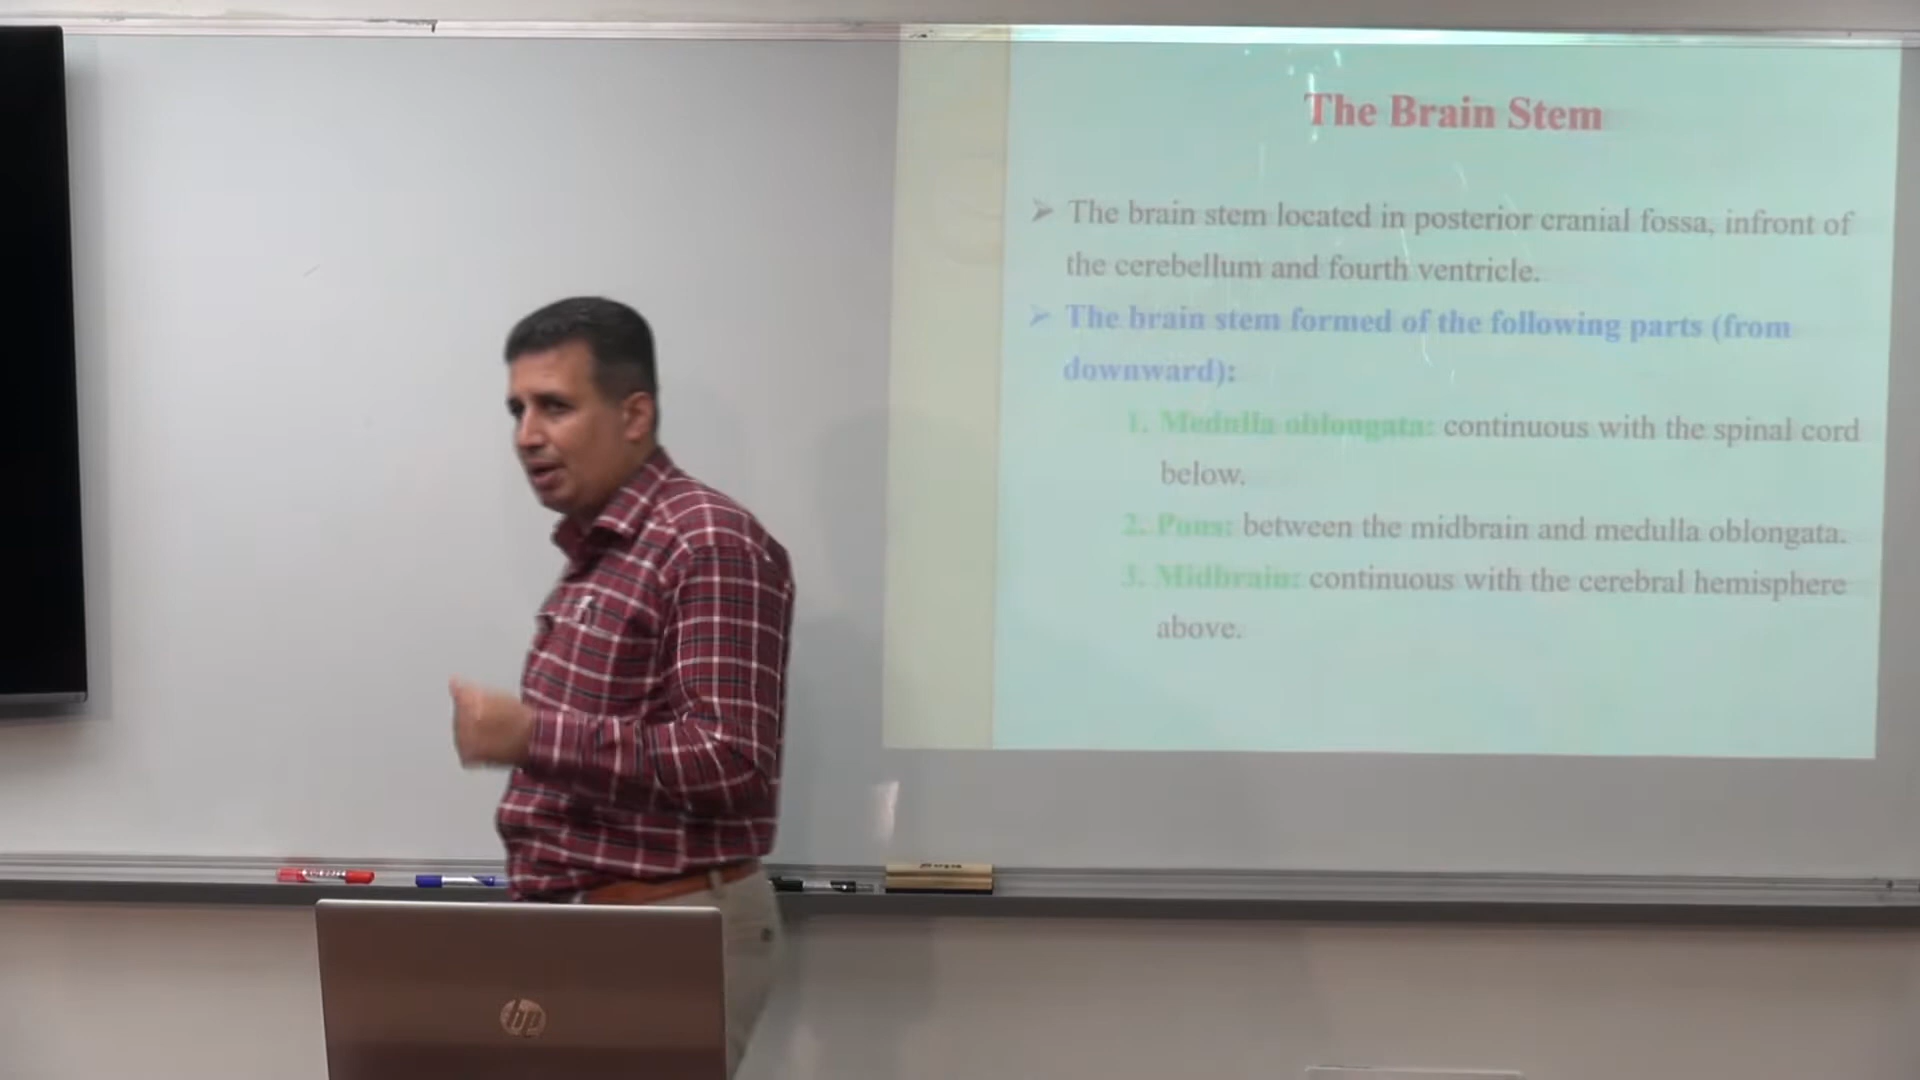 The Brain Stem
➢ The brain stem located in posterior cranial fossa, infront of
the cerebellum and fourth ventricle.
➢ The brain stem formed of the following parts (from
downward):
1. Medulla oblongata: continuous with the spinal cord
below.
2. Pons: between the midbrain and medulla oblongata.
3. Midbrain: continuous with the cerebral hemisphere
above.
hp